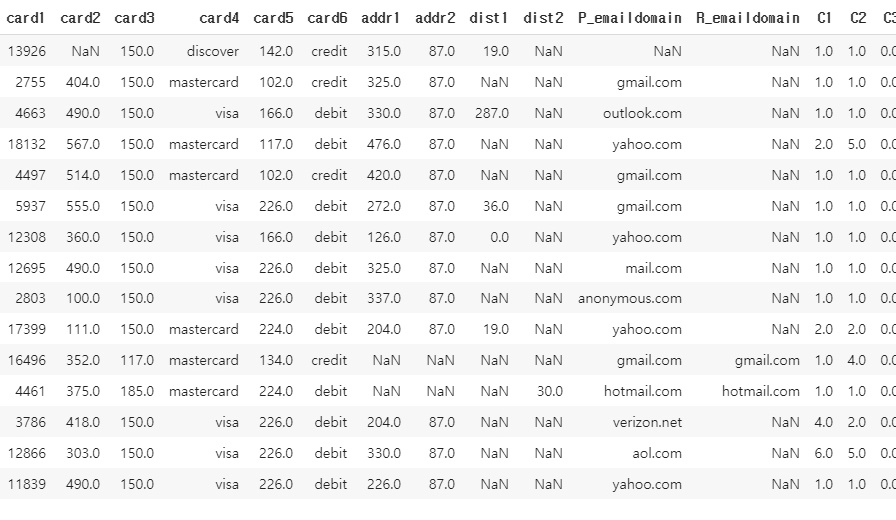 card1 card2 card3 card4 card5 card6 addr1 addr2 dist1 dist2 P_emaildomain R_emaildomain C1 C2 C3
13926 NaN 150.0 discover 142.0 credit 315.0 87.0 19.0 NaN NaN NaN 1.0 1.0 0.0
2755 404.0 150.0 mastercard 102.0 credit 325.0 87.0 NaN NaN gmail.com NaN 1.0 1.0 0.0
4663 490.0 150.0 visa 166.0 debit 330.0 87.0 287.0 NaN outlook.com NaN 1.0 1.0 0.0
18132 567.0 150.0 mastercard 117.0 debit 476.0 87.0 NaN NaN yahoo.com NaN 2.0 5.0 0.0
4497 514.0 150.0 mastercard 102.0 credit 420.0 87.0 NaN NaN gmail.com NaN 1.0 1.0 0.0
5937 555.0 150.0 visa 226.0 debit 272.0 87.0 36.0 NaN gmail.com NaN 1.0 1.0 0.0
12308 360.0 150.0 visa 166.0 debit 126.0 87.0 0.0 NaN yahoo.com NaN 1.0 1.0 0.0
12695 490.0 150.0 visa 226.0 debit 325.0 87.0 NaN NaN mail.com NaN 1.0 1.0 0.0
2803 100.0 150.0 visa 226.0 debit 337.0 87.0 NaN NaN anonymous.com NaN 1.0 1.0 0.0
17399 111.0 150.0 mastercard 224.0 debit 204.0 87.0 19.0 NaN yahoo.com NaN 2.0 2.0 0.0
16496 352.0 117.0 mastercard 134.0 credit NaN NaN NaN NaN gmail.com gmail.com 1.0 4.0 0.0
4461 375.0 185.0 mastercard 224.0 debit NaN NaN NaN 30.0 hotmail.com hotmail.com 1.0 1.0 0.0
3786 418.0 150.0 visa 226.0 debit 204.0 87.0 NaN NaN verizon.net NaN 4.0 2.0 0.0
12866 303.0 150.0 visa 226.0 debit 330.0 87.0 NaN NaN aol.com NaN 6.0 5.0 0.0
11839 490.0 150.0 visa 226.0 debit 226.0 87.0 NaN NaN yahoo.com NaN 1.0 1.0 0.0